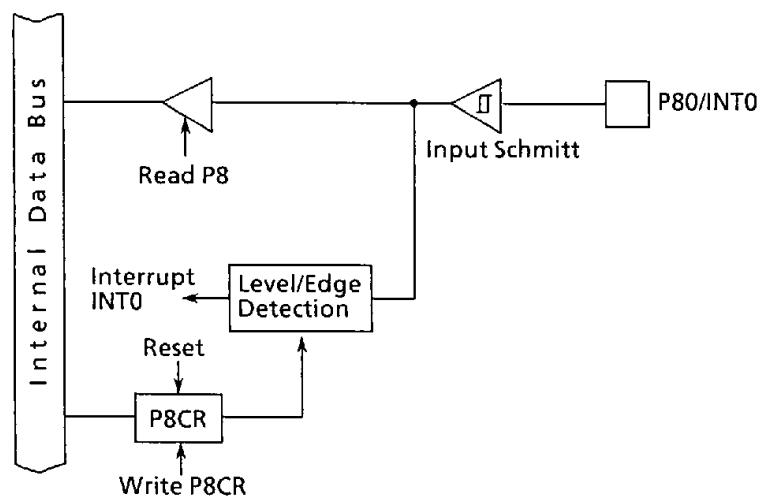 Internal Data Bus
P80/INT0
Input Schmitt
Read P8
Interrupt
INT0
Level/Edge
Detection
Reset
P8CR
Write P8CR